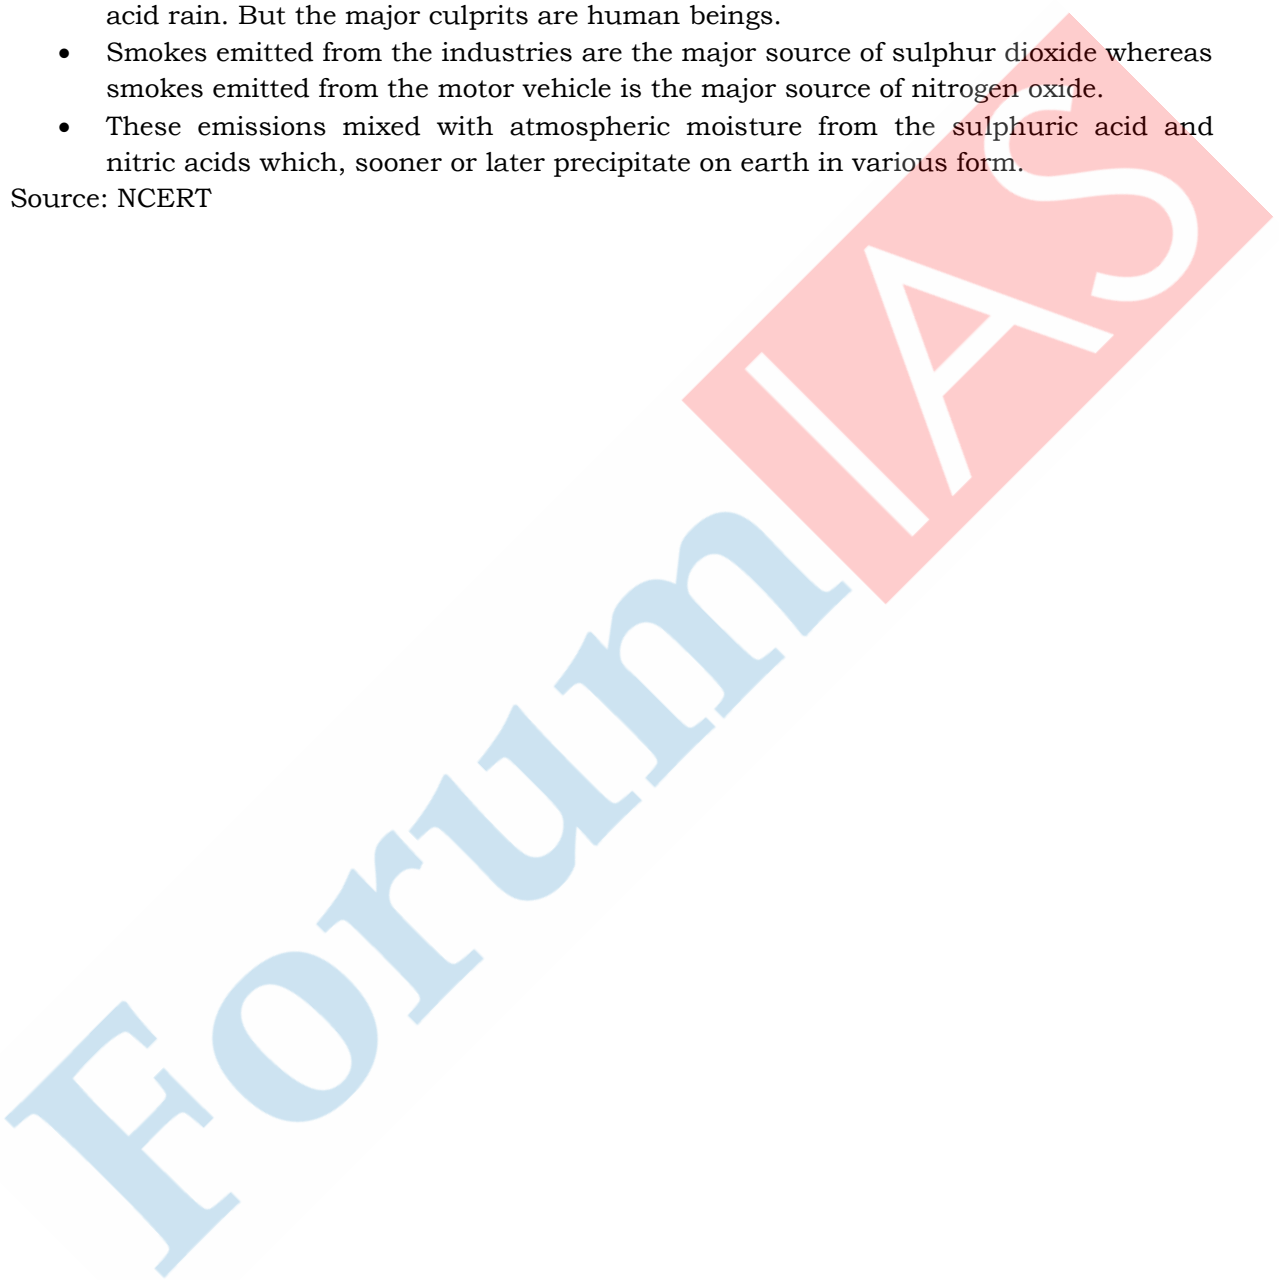 acid rain. But the major culprits are human beings.
• Smokes emitted from the industries are the major source of sulphur dioxide whereas
smokes emitted from the motor vehicle is the major source of nitrogen oxide.
• These emissions mixed with atmospheric moisture from the sulphuric acid and
nitric acids which, sooner or later precipitate on earth in various form.
Source: NCERT
Forum IAS